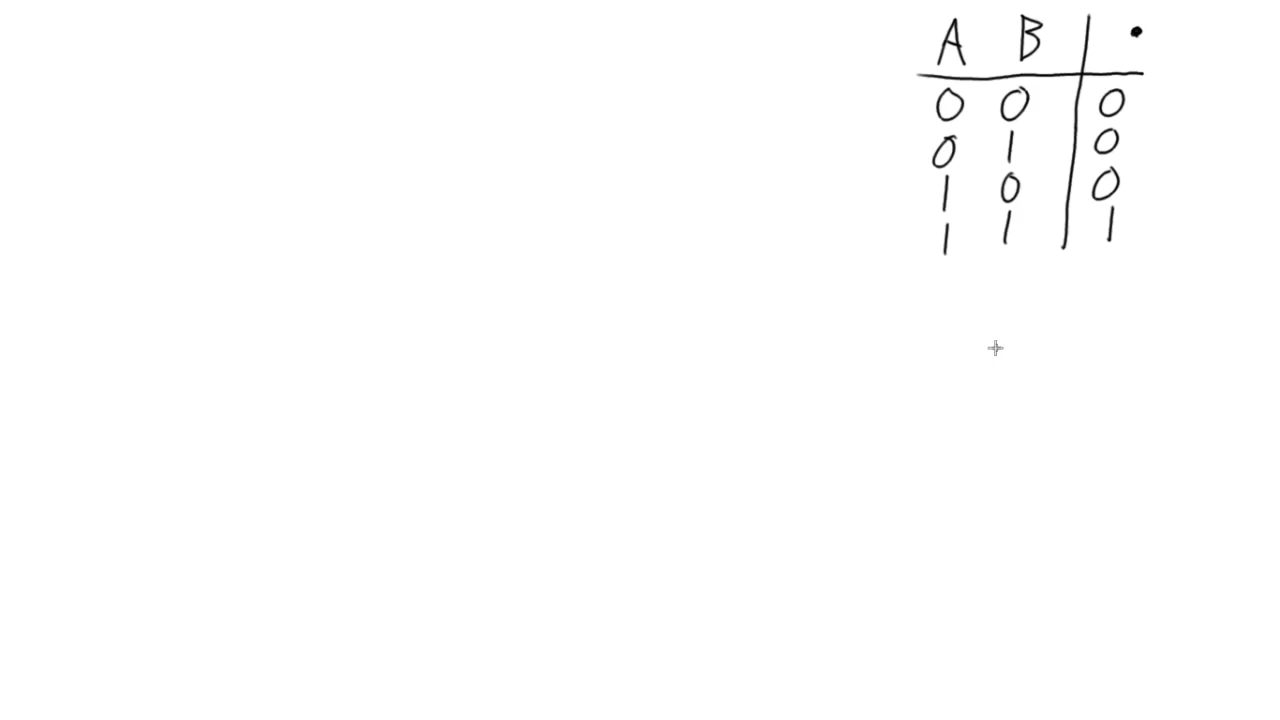 A B | •
0 0 | 0
0 1 | 0
1 0 | 0
1 1 | 1